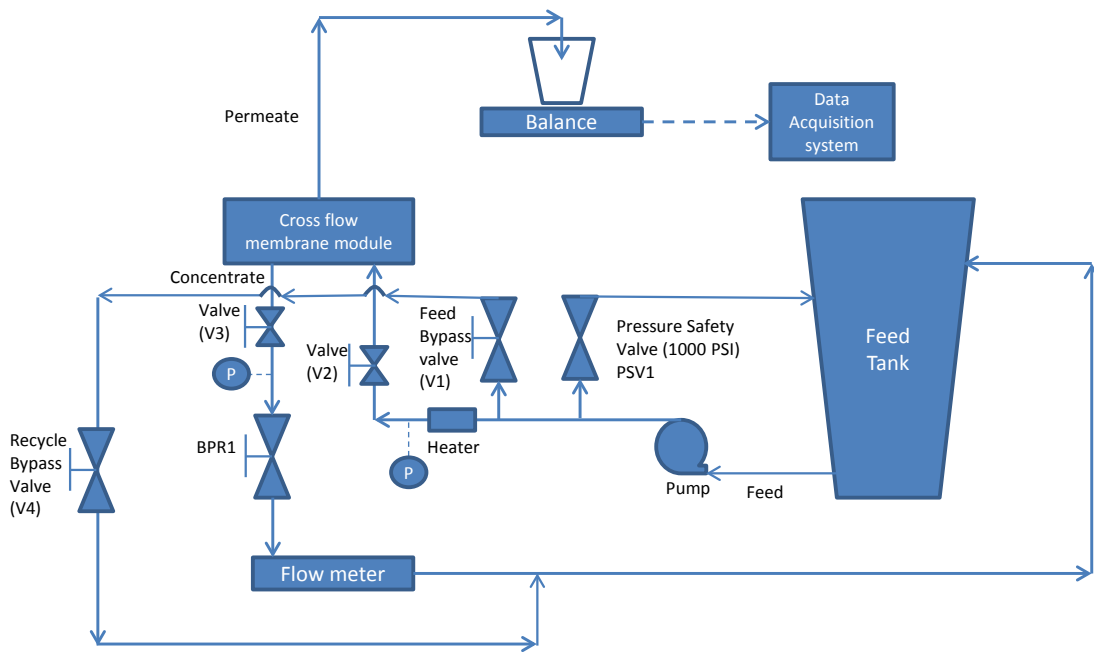 Permeate
Balance
Data
Acquisition
system
Cross flow
membrane module
Concentrate
Valve
(V3)
Feed
Bypass
valve
(V1)
Pressure Safety
Valve (1000 PSI)
PSV1
Feed
Tank
Valve
(V2)
P
Recycle
Bypass
Valve
(V4)
BPR1
Heater
P
Pump
Feed
Flow meter